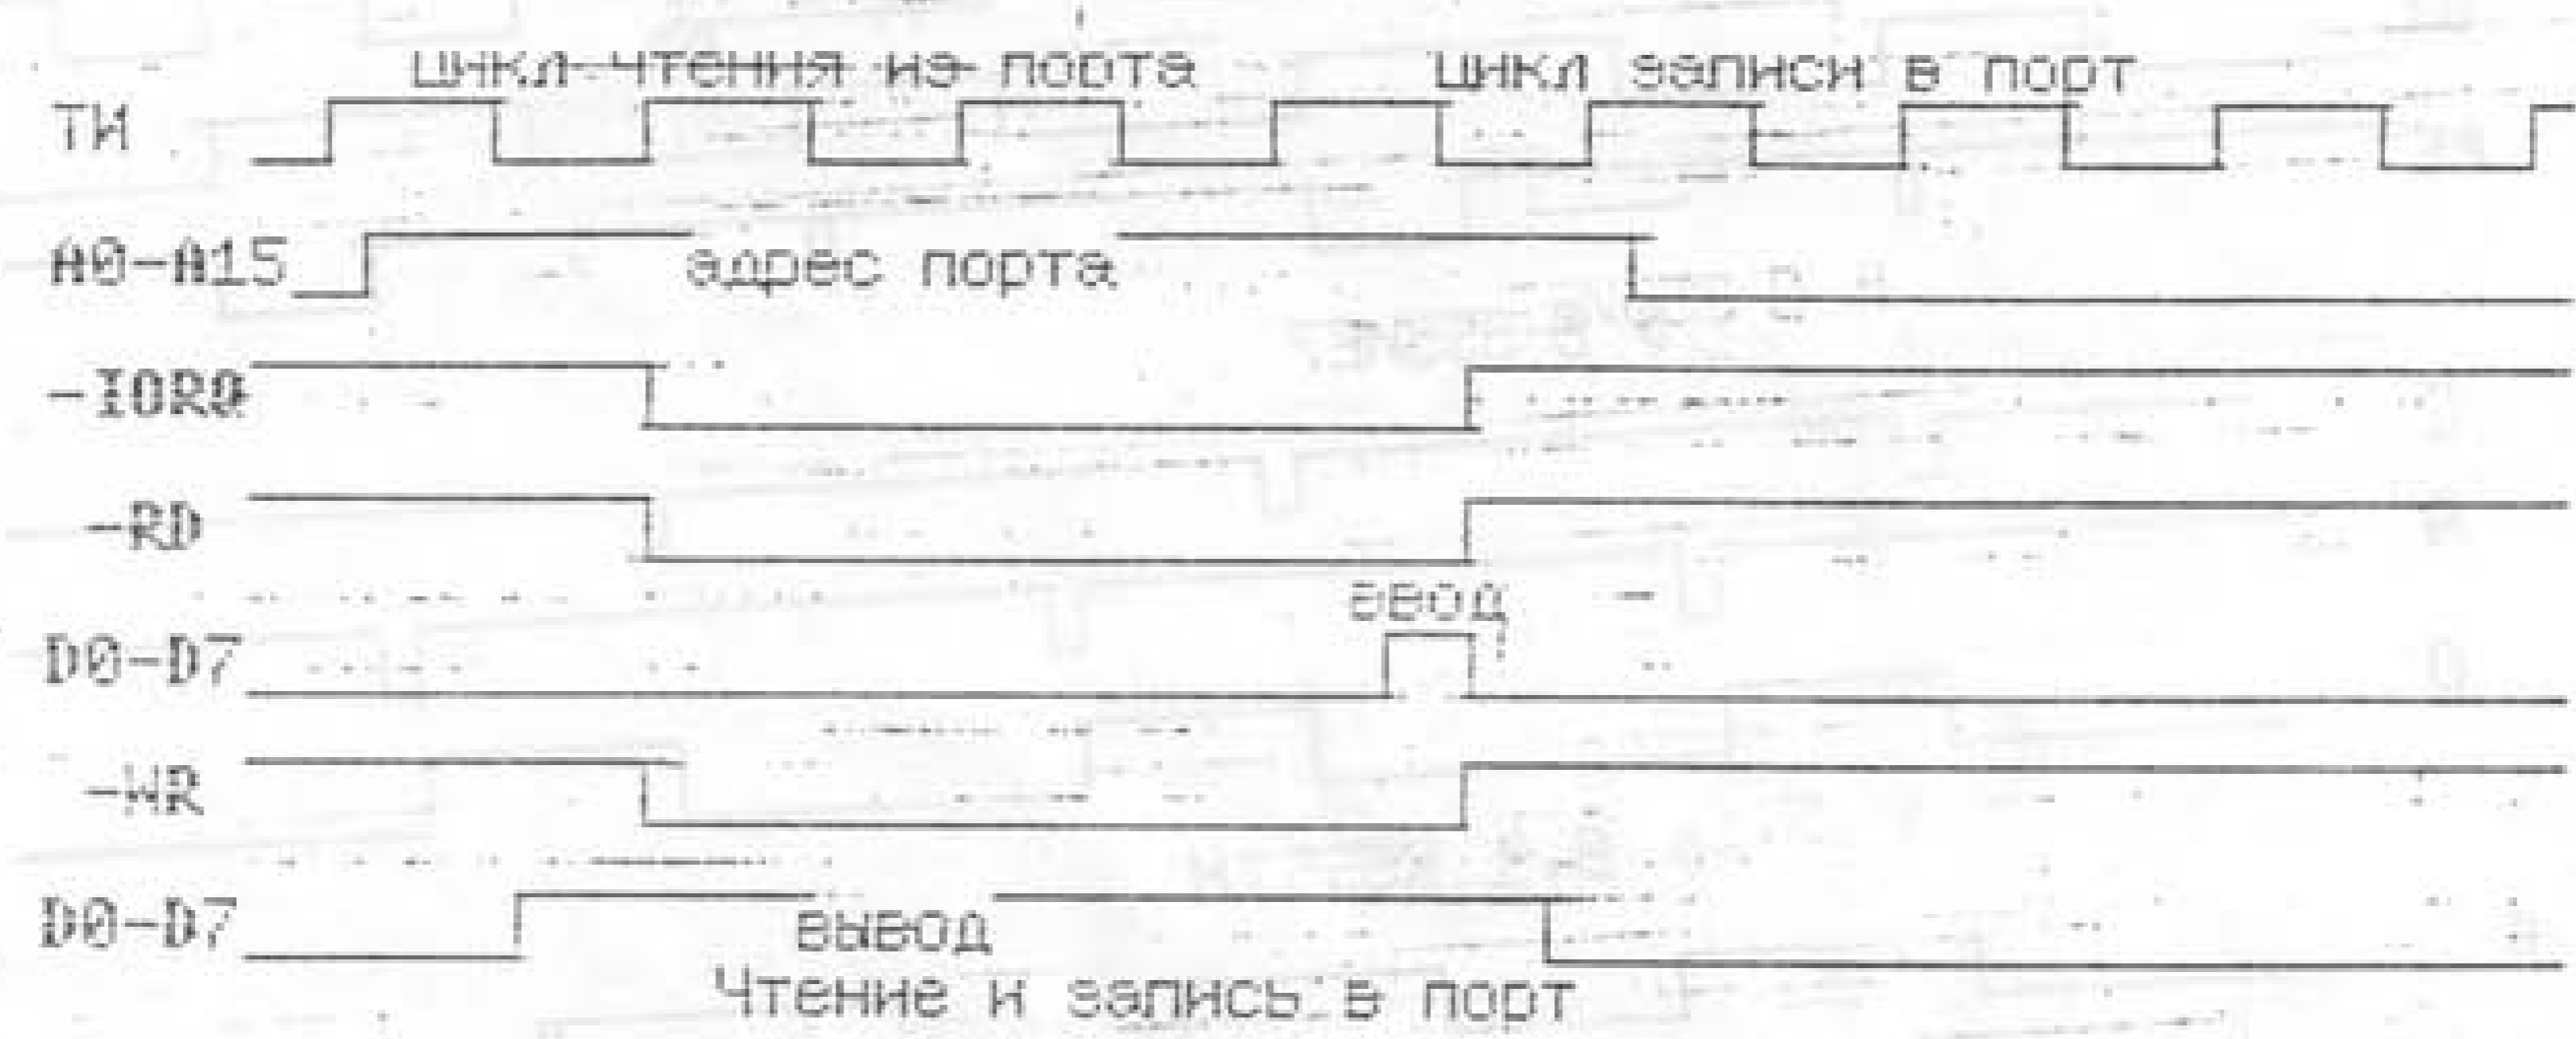 цикл чтения из порта цикл записи в порт
ТИ
A0-A15 адрес порта
-IORQ
-RD
ввод
D0-D7
-WR
D0-D7
вывод
Чтение и запись в порт